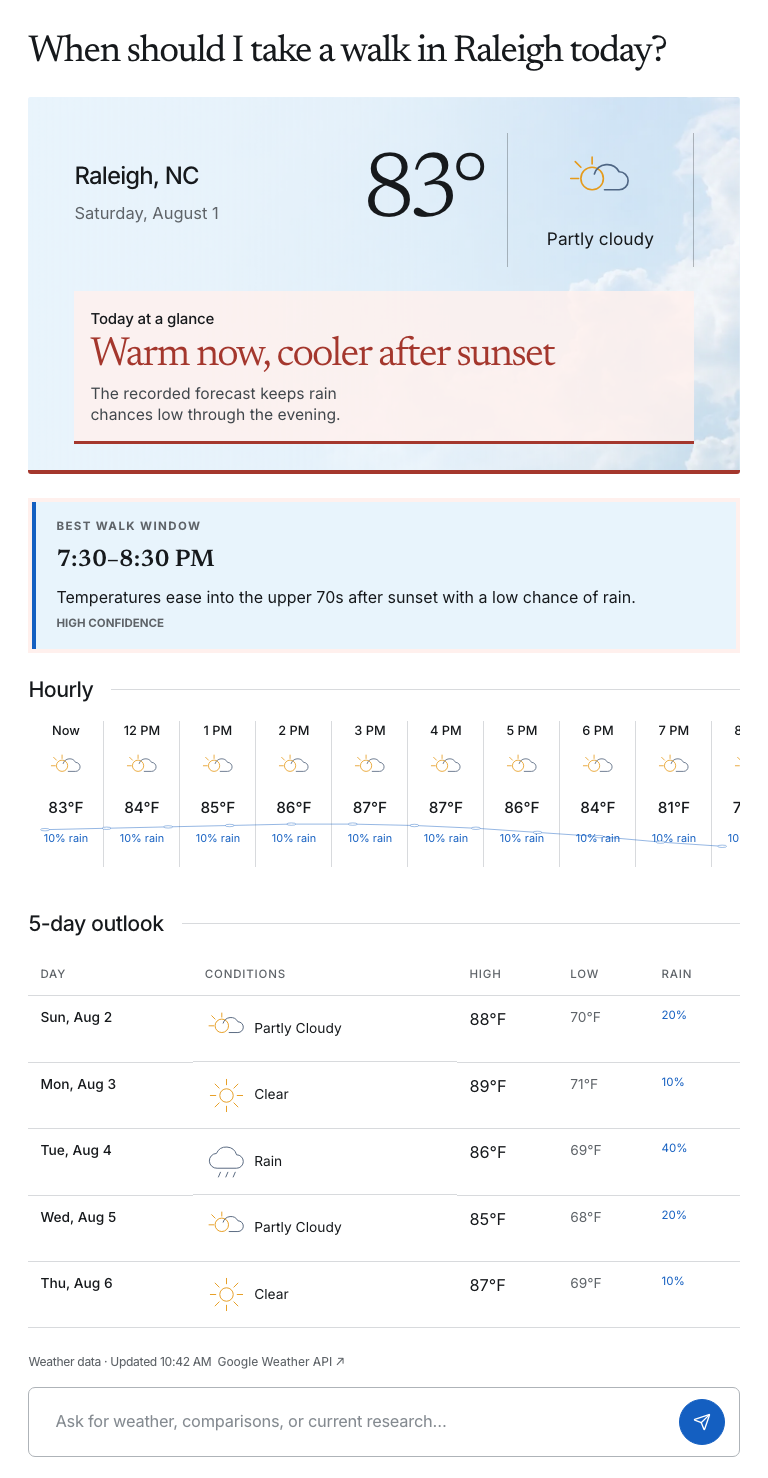 When should I take a walk in Raleigh today?
Raleigh, NC
Saturday, August 1
83°
Partly cloudy
Today at a glance
Warm now, cooler after sunset
The recorded forecast keeps rain
chances low through the evening.
BEST WALK WINDOW
7:30–8:30 PM
Temperatures ease into the upper 70s after sunset with a low chance of rain.
HIGH CONFIDENCE
Hourly
Now 12 PM 1 PM 2 PM 3 PM 4 PM 5 PM 6 PM 7 PM 8
83°F 84°F 85°F 86°F 87°F 87°F 86°F 84°F 81°F 7
10% rain 10% rain 10% rain 10% rain 10% rain 10% rain 10% rain 10% rain 10% rain 10
5-day outlook
DAY CONDITIONS HIGH LOW RAIN
Sun, Aug 2 Partly Cloudy 88°F 70°F 20%
Mon, Aug 3 Clear 89°F 71°F 10%
Tue, Aug 4 Rain 86°F 69°F 40%
Wed, Aug 5 Partly Cloudy 85°F 68°F 20%
Thu, Aug 6 Clear 87°F 69°F 10%
Weather data · Updated 10:42 AM Google Weather API ↗
Ask for weather, comparisons, or current research...